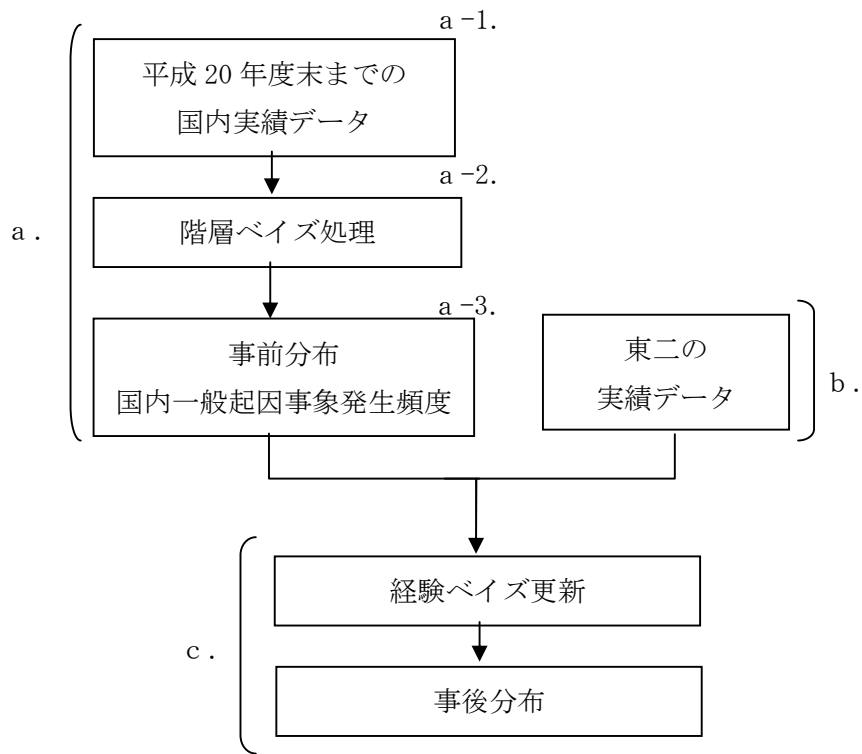 a-1.
平成 20 年度末までの
国内実績データ
a-2.
a.
階層ベイズ処理
a-3.
事前分布
国内一般起因事象発生頻度
東二の
実績データ
b.
経験ベイズ更新
c.
事後分布